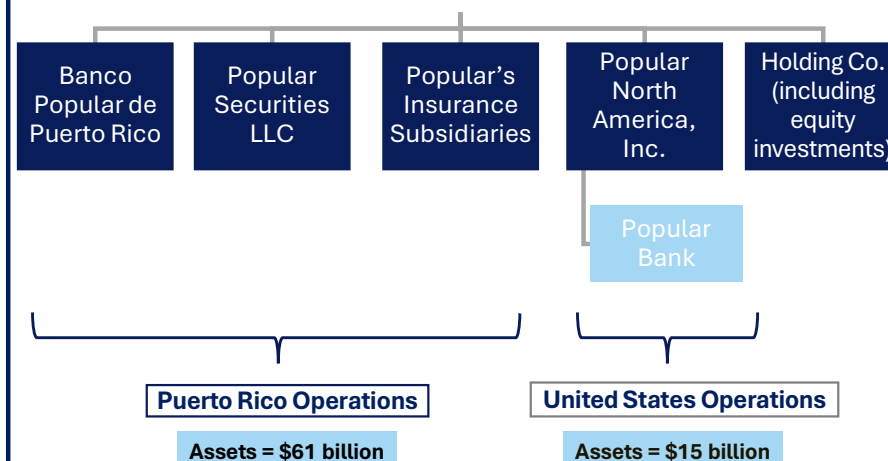 Banco
Popular de
Puerto Rico
Popular
Securities
LLC
Popular's
Insurance
Subsidiaries
Popular
North
America,
Inc.
Holding Co.
(including
equity
investments)
Popular
Bank
Puerto Rico Operations
United States Operations
Assets = $61 billion
Assets = $15 billion